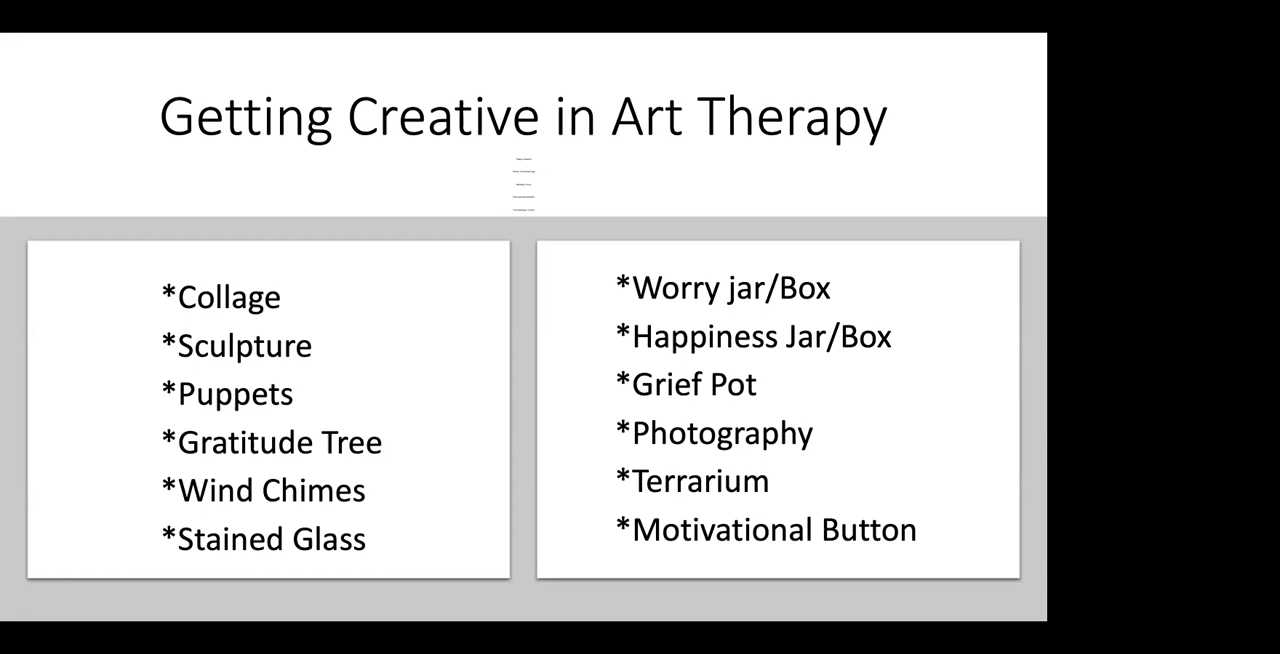 Getting Creative in Art Therapy
*Collage
*Sculpture
*Puppets
*Gratitude Tree
*Wind Chimes
*Stained Glass
*Worry jar/Box
*Happiness Jar/Box
*Grief Pot
*Photography
*Terrarium
*Motivational Button